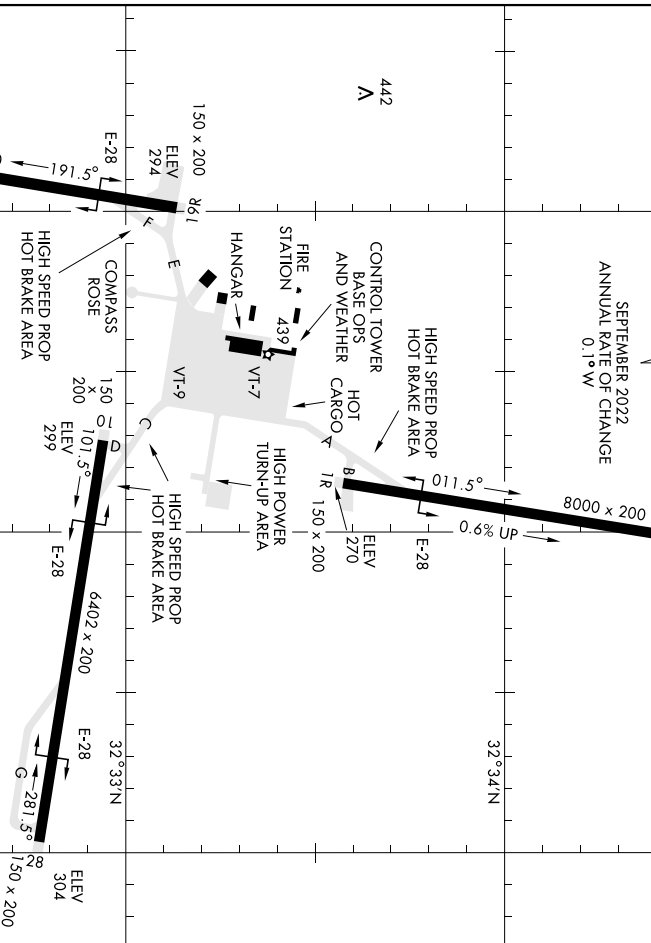 SEPTEMBER 2022
ANNUAL RATE OF CHANGE
0.1°W
8000 x 200
32°34'N
0.6% UP
011.5°
HIGH SPEED PROP
HOT BRAKE AREA
E-28
442
CONTROL TOWER
BASE OPS
AND WEATHER
HOT
CARGO
A
B
1R
ELEV
270
150 x 200
FIRE
STATION
439
HANGAR
VT-7
HIGH POWER
TURN-UP AREA
150 x 200
19R
ELEV
294
VT-9
E
F
C
HIGH SPEED PROP
HOT BRAKE AREA
32°33'N
E-28
191.5°
COMPASS
ROSE
D
10
150
x
200
101.5°
ELEV
299
HIGH SPEED PROP
HOT BRAKE AREA
E-28
6402 x 200
E-28
G
281.5°
28
ELEV
304
150 x 200